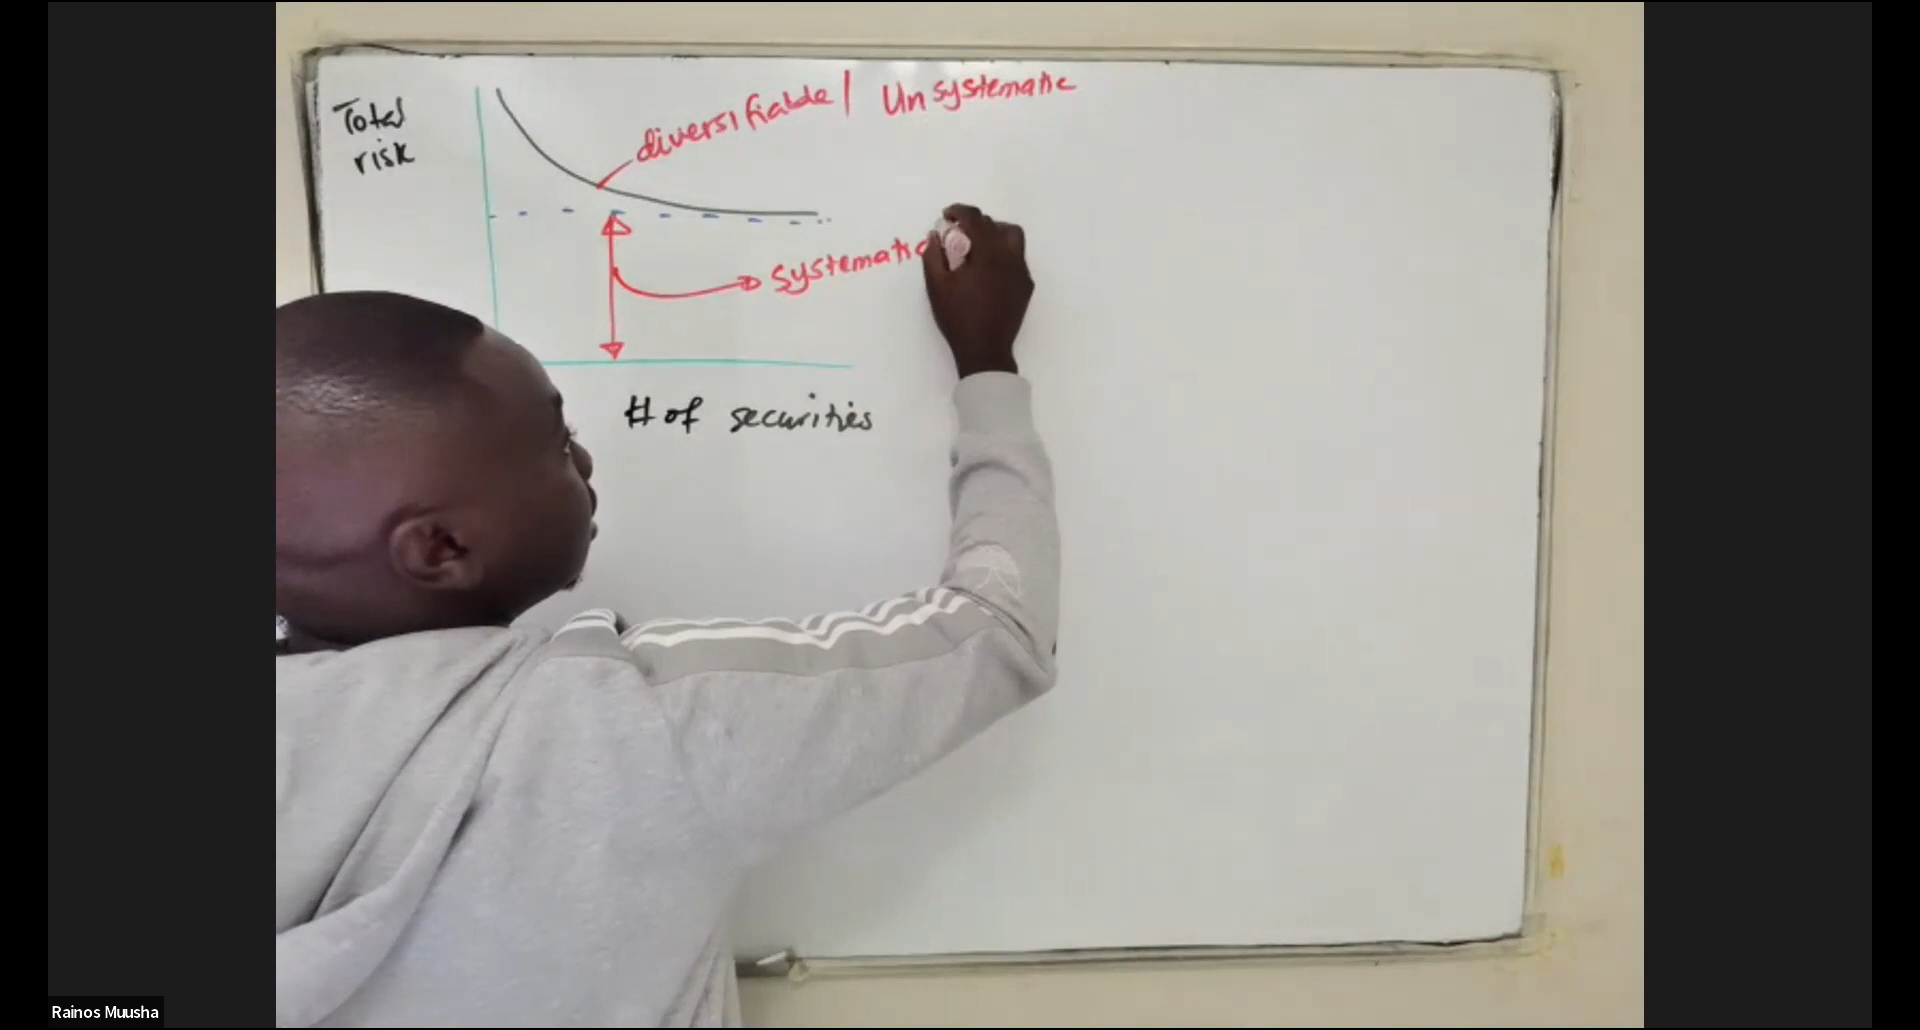 Total
risk
diversifiable / Unsystematic
Systematic
# of securities
Rainos Muusha